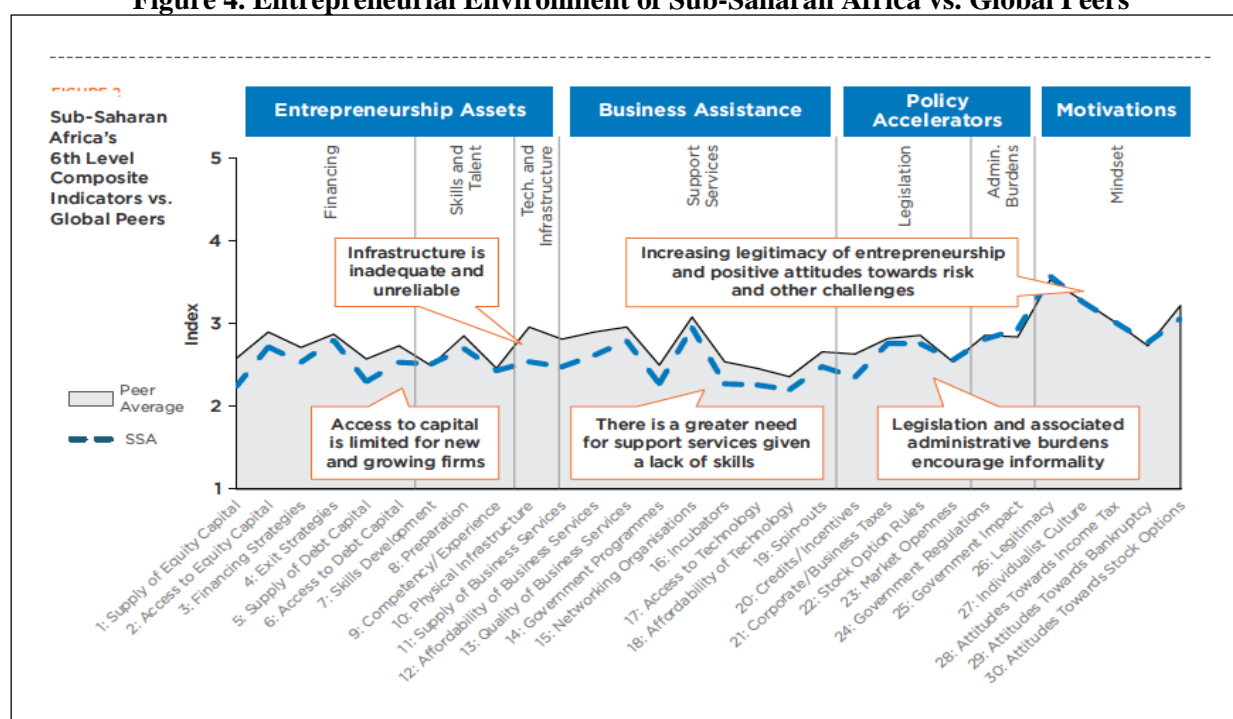 Figure 4. Entrepreneurial Environment of Sub-Saharan Africa vs. Global Peers
Sub-Saharan
Africa's
6th Level
Composite
Indicators vs.
Global Peers
Entrepreneurship Assets
Business Assistance
Policy
Accelerators
Motivations
Financing
Skills and
Talent
Tech. and
Infrastructure
Support
Services
Legislation
Admin.
Burdens
Mindset
5
4
3
2
1
Index
Infrastructure is
inadequate and
unreliable
Increasing legitimacy of entrepreneurship
and positive attitudes towards risk
and other challenges
Access to capital
is limited for new
and growing firms
There is a greater need
for support services given
a lack of skills
Legislation and associated
administrative burdens
encourage informality
Peer
Average
SSA
1: Supply of Equity Capital
2: Access to Equity Capital
3: Financing Strategies
4: Exit Strategies
5: Supply of Debt Capital
6: Access to Debt Capital
7: Skills Development
8: Preparation
9: Competency/Experience
10: Physical Infrastructure
11: Supply of Business Services
12: Affordability of Business Services
13: Quality of Business Services
14: Government Programmes
15: Networking Organisations
16: Incubators
17: Access to Technology
18: Affordability of Technology
19: Spin-outs
20: Credits/Incentives
21: Corporate/Business Taxes
22: Stock Option Rules
23: Market Openness
24: Government Regulations
25: Government Impact
26: Legitimacy
27: Individualist Culture
28: Attitudes Towards Income Tax
29: Attitudes Towards Bankruptcy
30: Attitudes Towards Stock Options